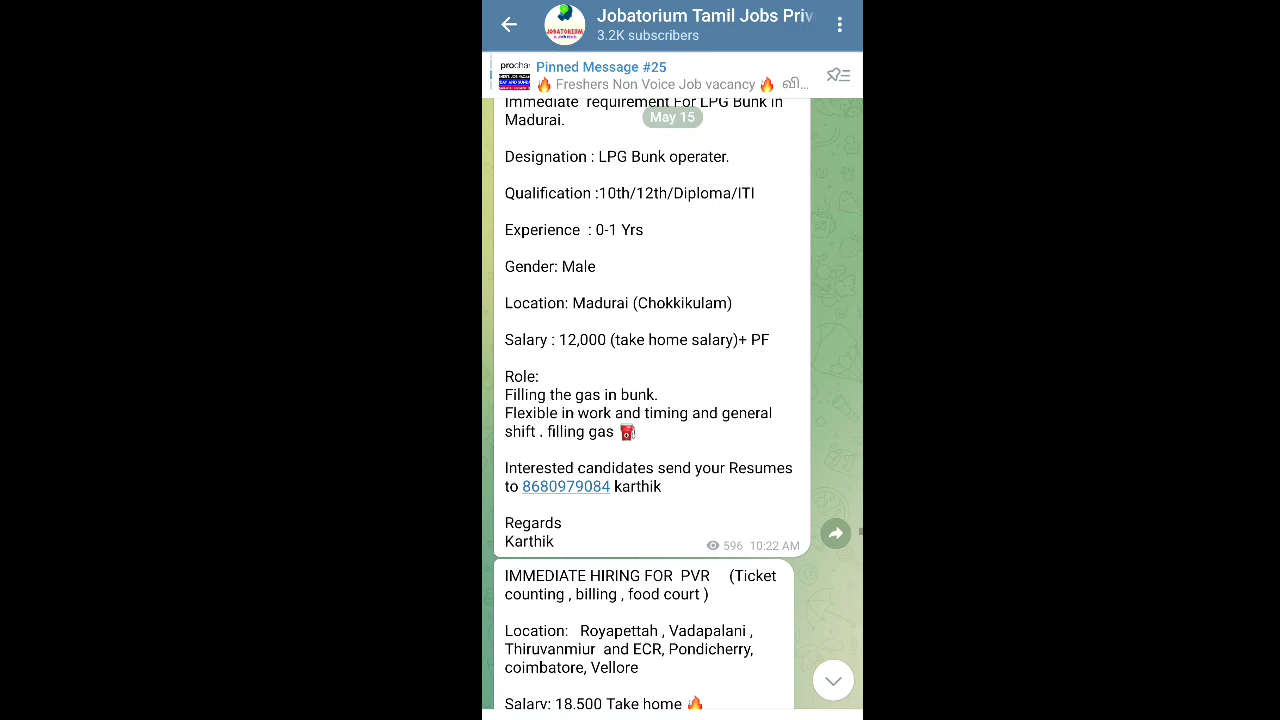 Jobatorium Tamil Jobs Priv
3.2K subscribers
Pinned Message #25
🔥 Freshers Non Voice Job vacancy 🔥 வி...
Immediate requirement For LPG Bunk in
May 15
Madurai.
Designation : LPG Bunk operater.
Qualification :10th/12th/Diploma/ITI
Experience : 0-1 Yrs
Gender: Male
Location: Madurai (Chokkikulam)
Salary : 12,000 (take home salary)+ PF
Role:
Filling the gas in bunk.
Flexible in work and timing and general
shift . filling gas ⛽
Interested candidates send your Resumes
to 8680979084 karthik
Regards
Karthik
596 10:22 AM
IMMEDIATE HIRING FOR PVR (Ticket
counting , billing , food court )
Location: Royapettah , Vadapalani ,
Thiruvanmiur and ECR, Pondicherry,
coimbatore, Vellore
Salary: 18,500 Take home 🔥